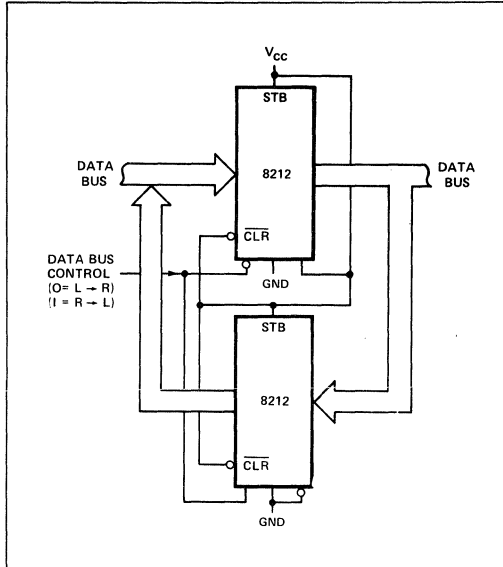 VCC
STB
DATA
BUS
8212
DATA
BUS
CLR
DATA BUS
CONTROL
(O= L → R)
(I = R → L)
GND
STB
8212
CLR
GND